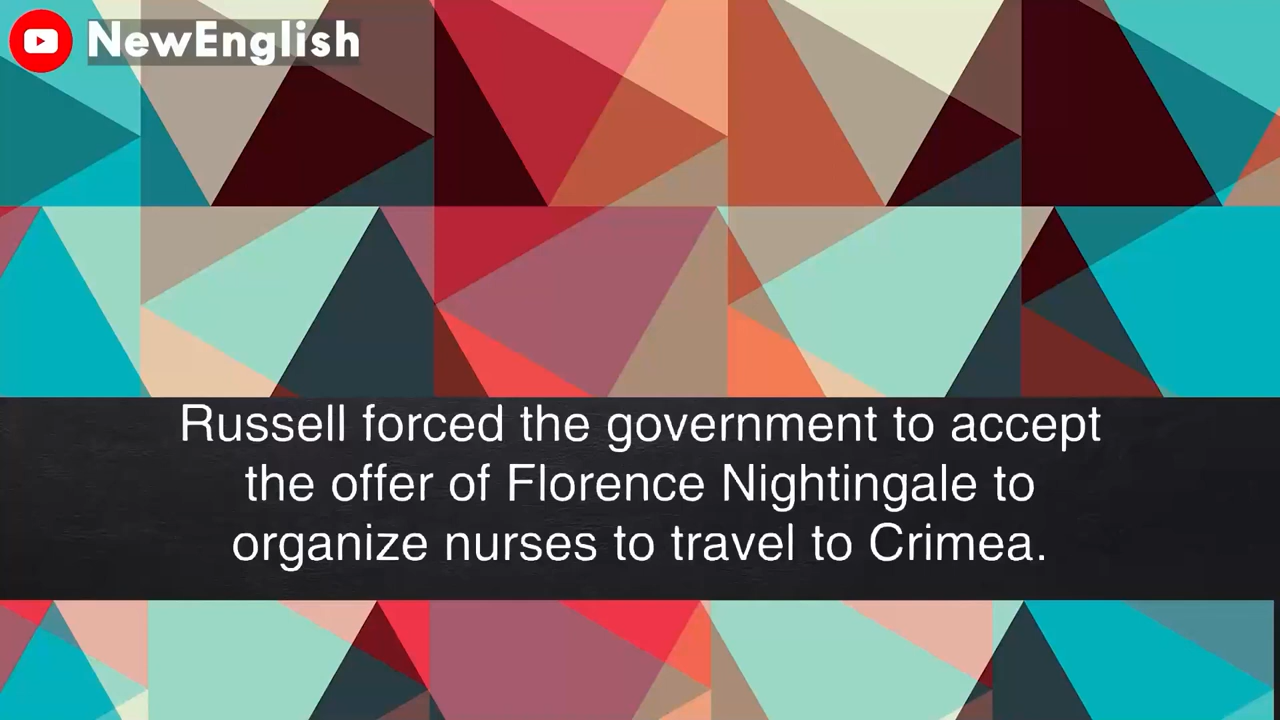 NewEnglish
Russell forced the government to accept
the offer of Florence Nightingale to
organize nurses to travel to Crimea.